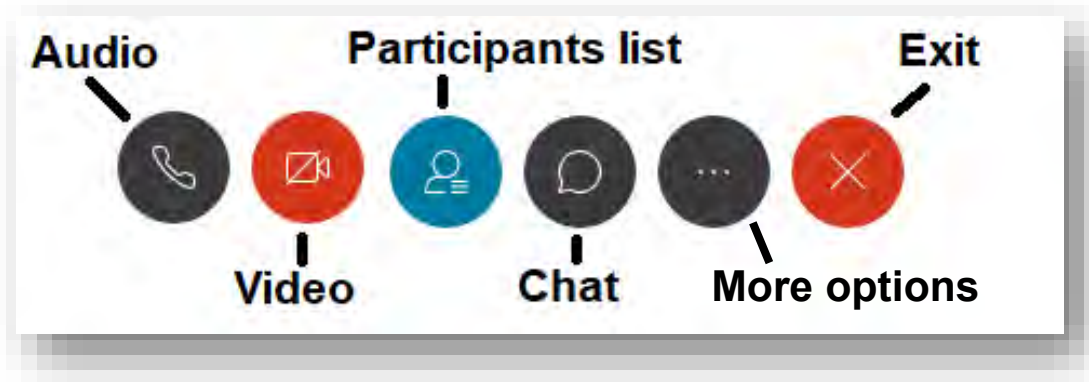 Audio
Participants list
Exit
Video
Chat
More options